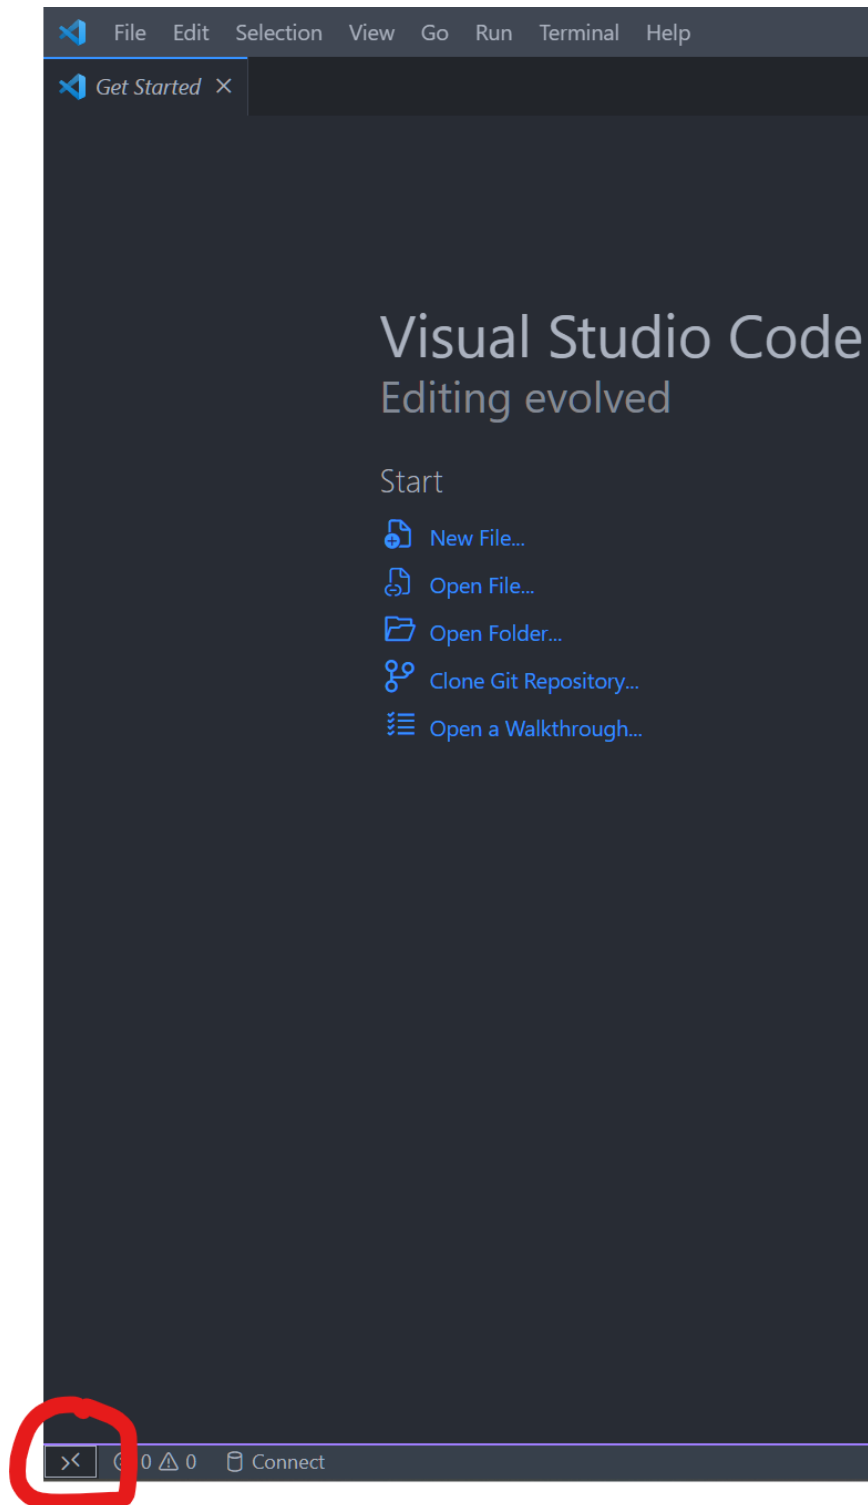 File Edit Selection View Go Run Terminal Help
Get Started
Visual Studio Code
Editing evolved
Start
New File...
Open File...
Open Folder...
Clone Git Repository...
Open a Walkthrough...
0 0 Connect